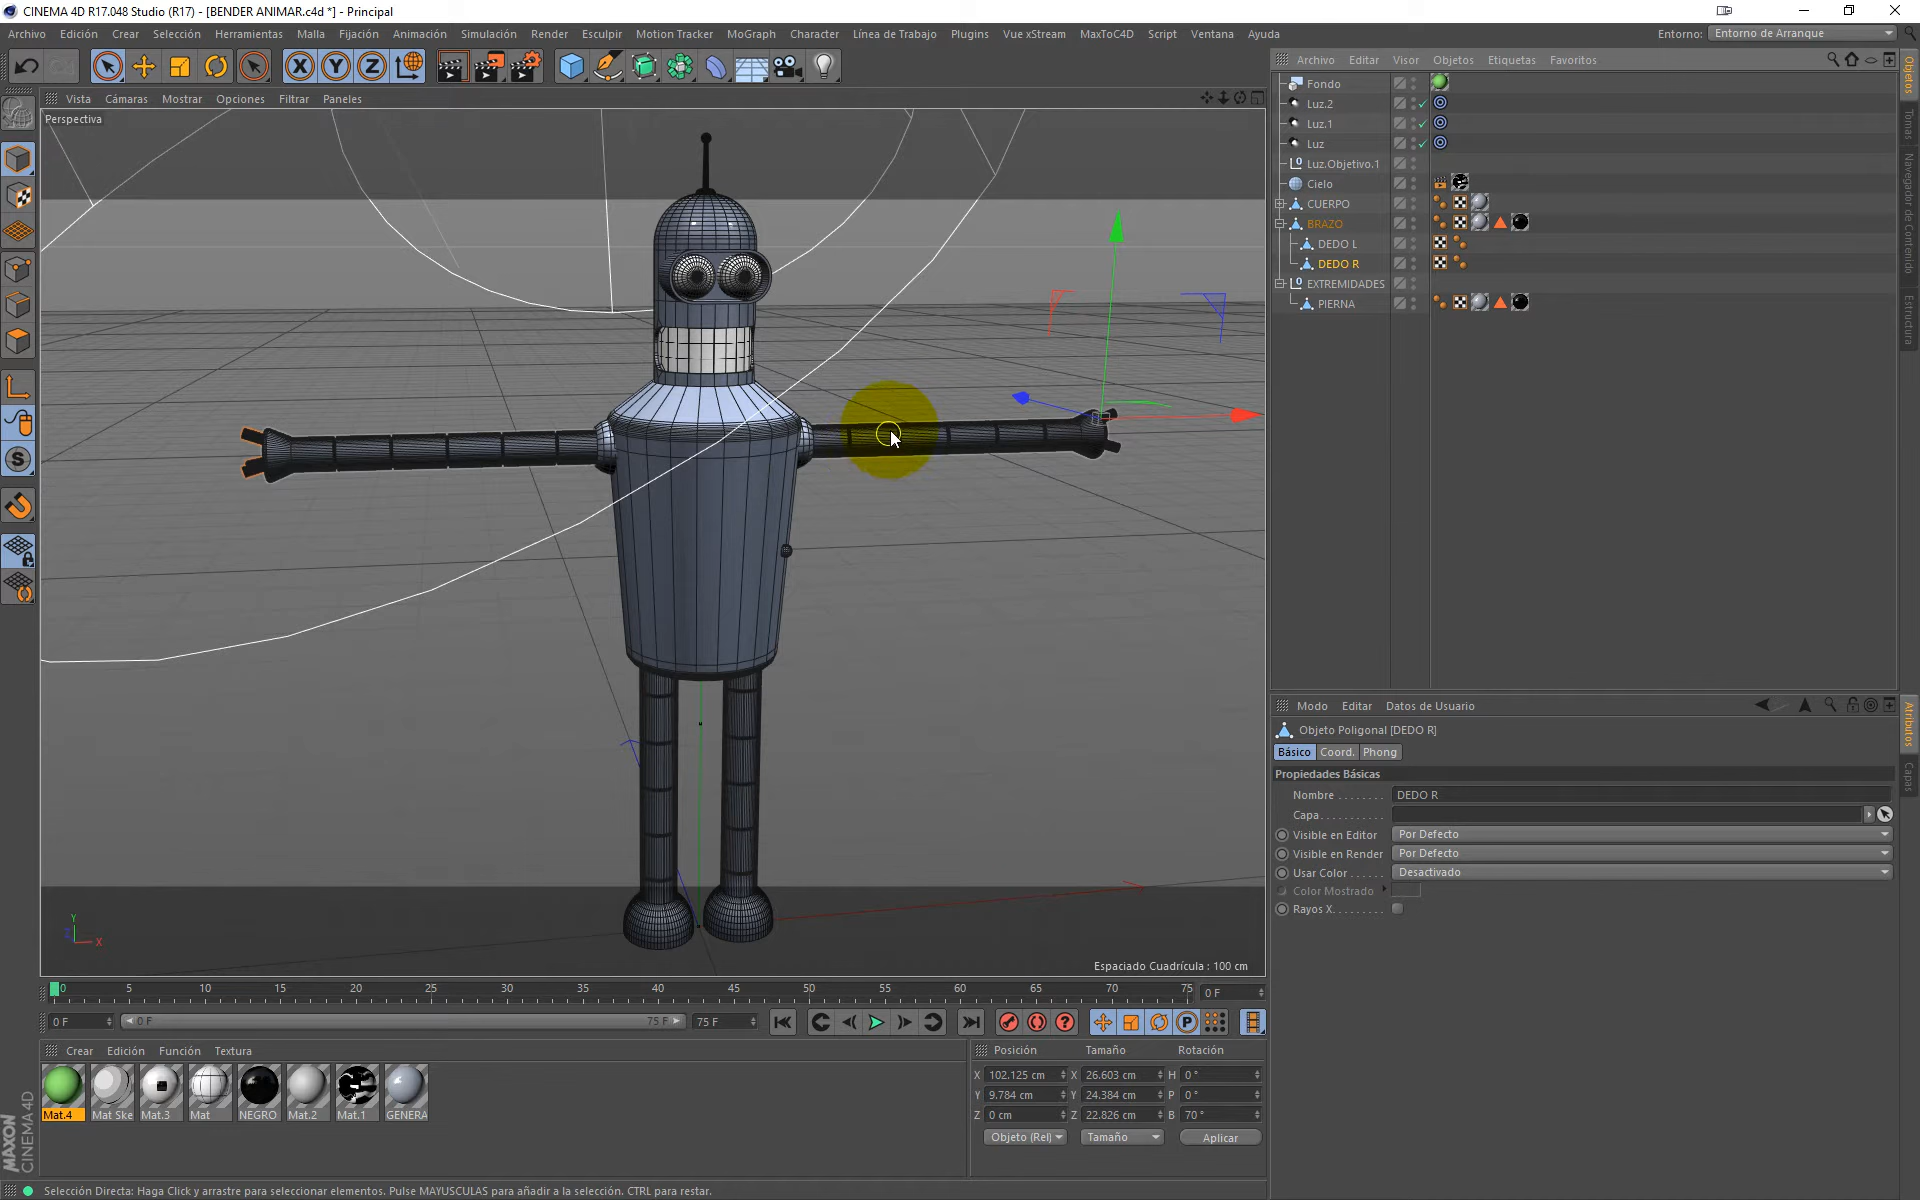 CINEMA 4D R17.048 Studio (R17) - [BENDER ANIMAR.c4d *] - Principal
Archivo Edición Crear Selección Herramientas Malla Fijación Animación Simulación Render Esculpir Motion Tracker MoGraph Character Línea de Trabajo Plugins Vue xStream MaxToC4D Script Ventana Ayuda Entorno: Entorno de Arranque
Archivo Editar Visor Objetos Etiquetas Favoritos
Vista Cámaras Mostrar Opciones Filtrar Paneles
Perspectiva
Fondo
Luz.2
Luz.1
Luz
Luz.Objetivo.1
Cielo
CUERPO
BRAZO
DEDO L
DEDO R
EXTREMIDADES
PIERNA
Objetos
Tomas
Navegador de Contenido
Estructura
Modo Editar Datos de Usuario
Objeto Poligonal [DEDO R]
Básico Coord. Phong
Propiedades Básicas
Nombre . . . . . . . . DEDO R
Capa . . . . . . . . . . .
Visible en Editor Por Defecto
Visible en Render Por Defecto
Usar Color . . . . . . . Desactivado
Color Mostrado
Rayos X . . . . . . . . .
Atributos
Capas
Y
Z X
Espaciado Cuadrícula : 100 cm
0 5 10 15 20 25 30 35 40 45 50 55 60 65 70 75 0 F
0 F 0 F 75 F 75 F
P
Crear Edición Función Textura
Mat.4 Mat Ske Mat.3 Mat NEGRO Mat.2 Mat.1 GENERA
Posición Tamaño Rotación
X 102.125 cm X 26.603 cm H 0 °
Y 9.784 cm Y 24.384 cm P 0 °
Z 0 cm Z 22.826 cm B 70 °
Objeto (Rel) Tamaño Aplicar
MAXON
CINEMA 4D
Selección Directa: Haga Click y arrastre para seleccionar elementos. Pulse MAYUSCULAS para añadir a la selección. CTRL para restar.